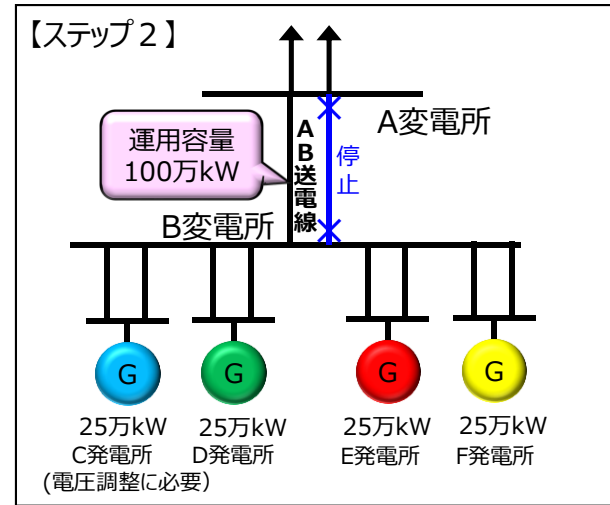 【ステップ２】
運用容量
100万kW
AB送電線
停止
A変電所
B変電所
G
G
G
G
25万kW
25万kW
25万kW
25万kW
C発電所
D発電所
E発電所
F発電所
(電圧調整に必要)